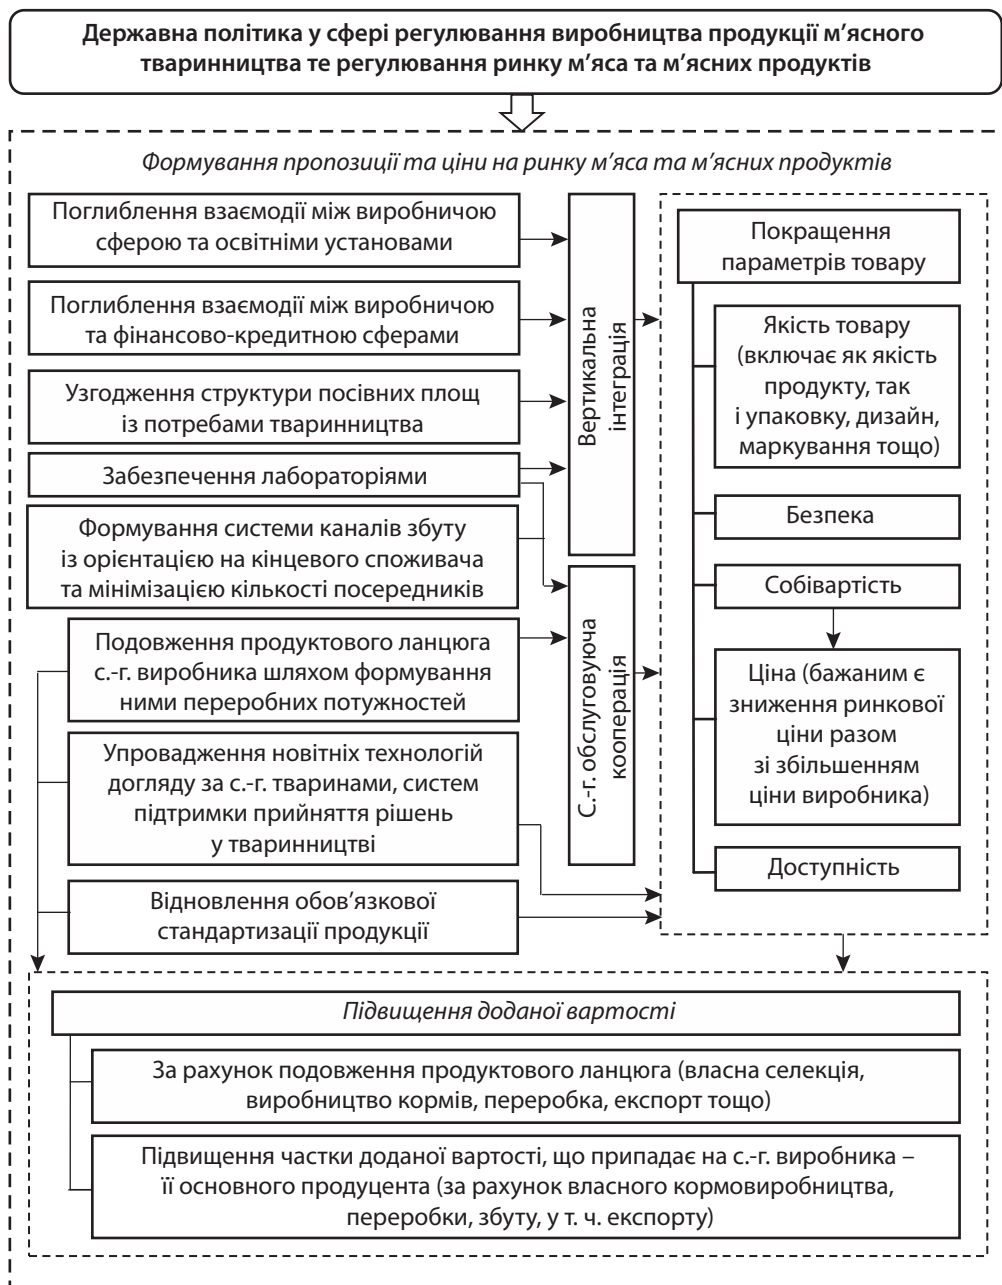 Державна політика у сфері регулювання виробництва продукції м’ясного
тваринництва те регулювання ринку м’яса та м’ясних продуктів
Формування пропозиції та ціни на ринку м’яса та м’ясних продуктів
Поглиблення взаємодії між виробничою
сферою та освітніми установами
Поглиблення взаємодії між виробничою
та фінансово-кредитною сферами
Узгодження структури посівних площ
із потребами тваринництва
Забезпечення лабораторіями
Формування системи каналів збуту
із орієнтацією на кінцевого споживача
та мінімізацією кількості посередників
Подовження продуктового ланцюга
с.-г. виробника шляхом формування
ними переробних потужностей
Упровадження новітніх технологій
догляду за с.-г. тваринами, систем
підтримки прийняття рішень
у тваринництві
Відновлення обов’язкової
стандартизації продукції
Вертикальна
інтеграція
С.-г. обслуговуюча
кооперація
Покращення
параметрів товару
Якість товару
(включає як якість
продукту, так
і упаковку, дизайн,
маркування тощо)
Безпека
Собівартість
Ціна (бажаним є
зниження ринкової
ціни разом
зі збільшенням
ціни виробника)
Доступність
Підвищення доданої вартості
За рахунок подовження продуктового ланцюга (власна селекція,
виробництво кормів, переробка, експорт тощо)
Підвищення частки доданої вартості, що припадає на с.-г. виробника –
її основного продуцента (за рахунок власного кормовиробництва,
переробки, збуту, у т. ч. експорту)